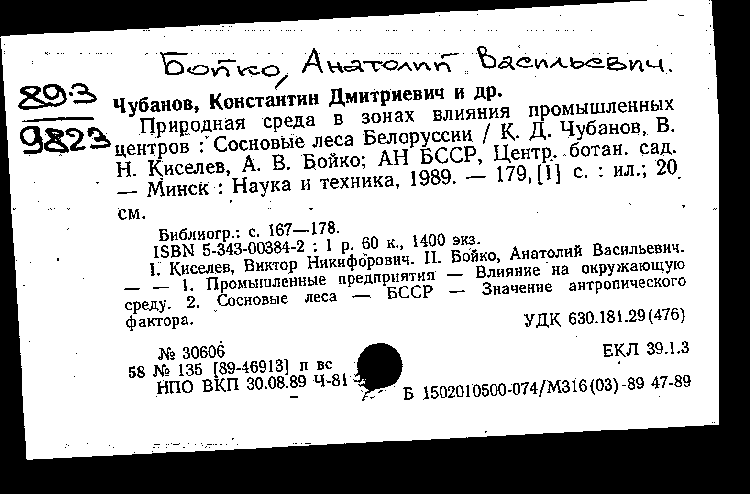 Бойко, Анатолий Васильевич.
89-3
9823
Чубанов, Константин Дмитриевич и др.
Природная среда в зонах влияния промышленных
центров : Сосновые леса Белоруссии / К. Д. Чубанов, В.
Н. Киселев, А. В. Бойко; АН БССР, Центр. ботан. сад.
— Минск : Наука и техника, 1989. — 179, [1] с. : ил.; 20
см.
Библиогр.: с. 167—178.
ISBN 5-343-00384-2 : 1 р. 60 к., 1400 экз.
I. Киселев, Виктор Никифорович. II. Бойко, Анатолий Васильевич.
— — 1. Промышленные предприятия — Влияние на окружающую
среду. 2. Сосновые леса — БССР — Значение антропического
фактора.
УДК 630.181.29(476)
№ 30606
ЕКЛ 39.1.3
58 № 135 [89-46913] п вс
НПО ВКП 30.08.89 Ч-81
Б 1502010500-074/М316(03)-89 47-89